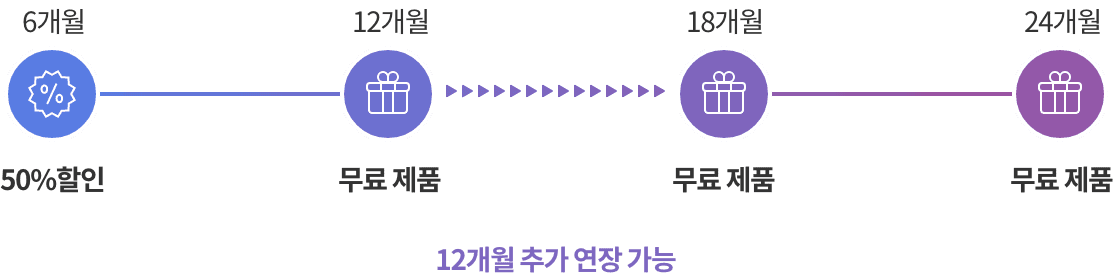 6개월 12개월 18개월 24개월
%
50%할인 무료 제품 무료 제품 무료 제품
12개월 추가 연장 가능